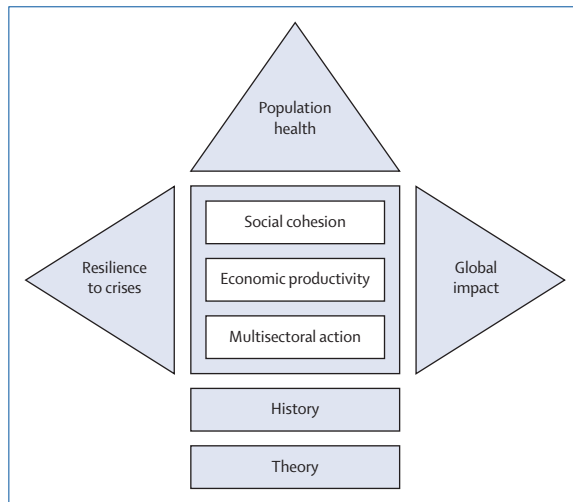 Population
health
Social cohesion
Resilience
to crises
Economic productivity
Global
impact
Multisectoral action
History
Theory